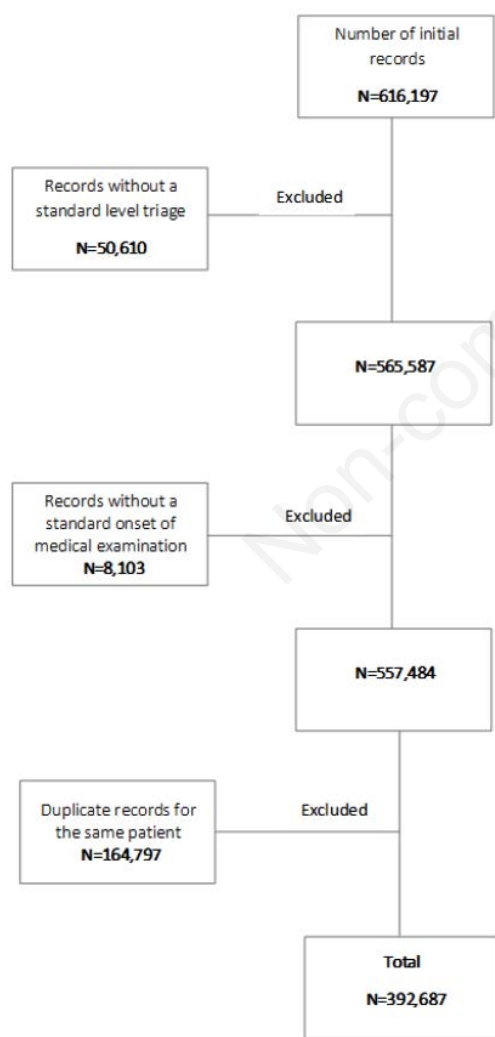 Number of initial
records
N=616,197
Records without a
standard level triage
N=50,610
Excluded
N=565,587
Records without a
standard onset of
medical examination
N=8,103
Excluded
N=557,484
Duplicate records for
the same patient
N=164,797
Excluded
Total
N=392,687
Non-com